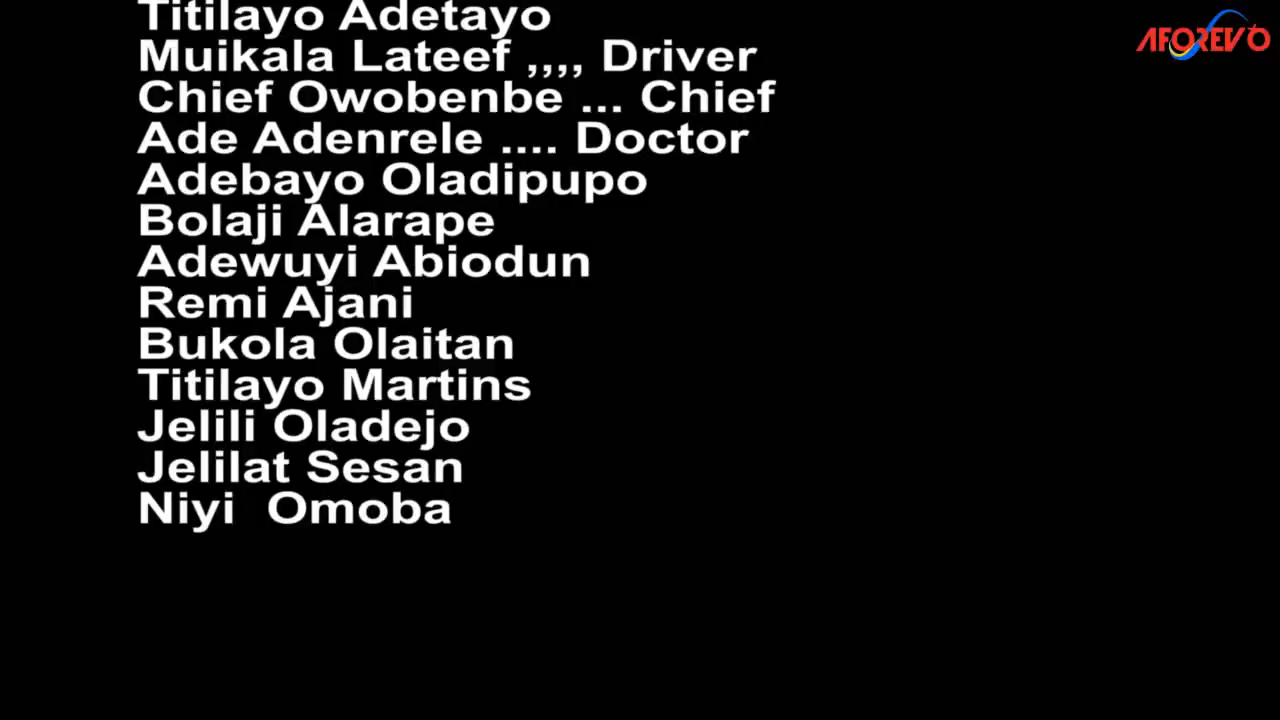 Titilayo Adetayo
AFOREVO
Muikala Lateef ,,,, Driver
Chief Owobenbe ... Chief
Ade Adenrele .... Doctor
Adebayo Oladipupo
Bolaji Alarape
Adewuyi Abiodun
Remi Ajani
Bukola Olaitan
Titilayo Martins
Jelili Oladejo
Jelilat Sesan
Niyi  Omoba